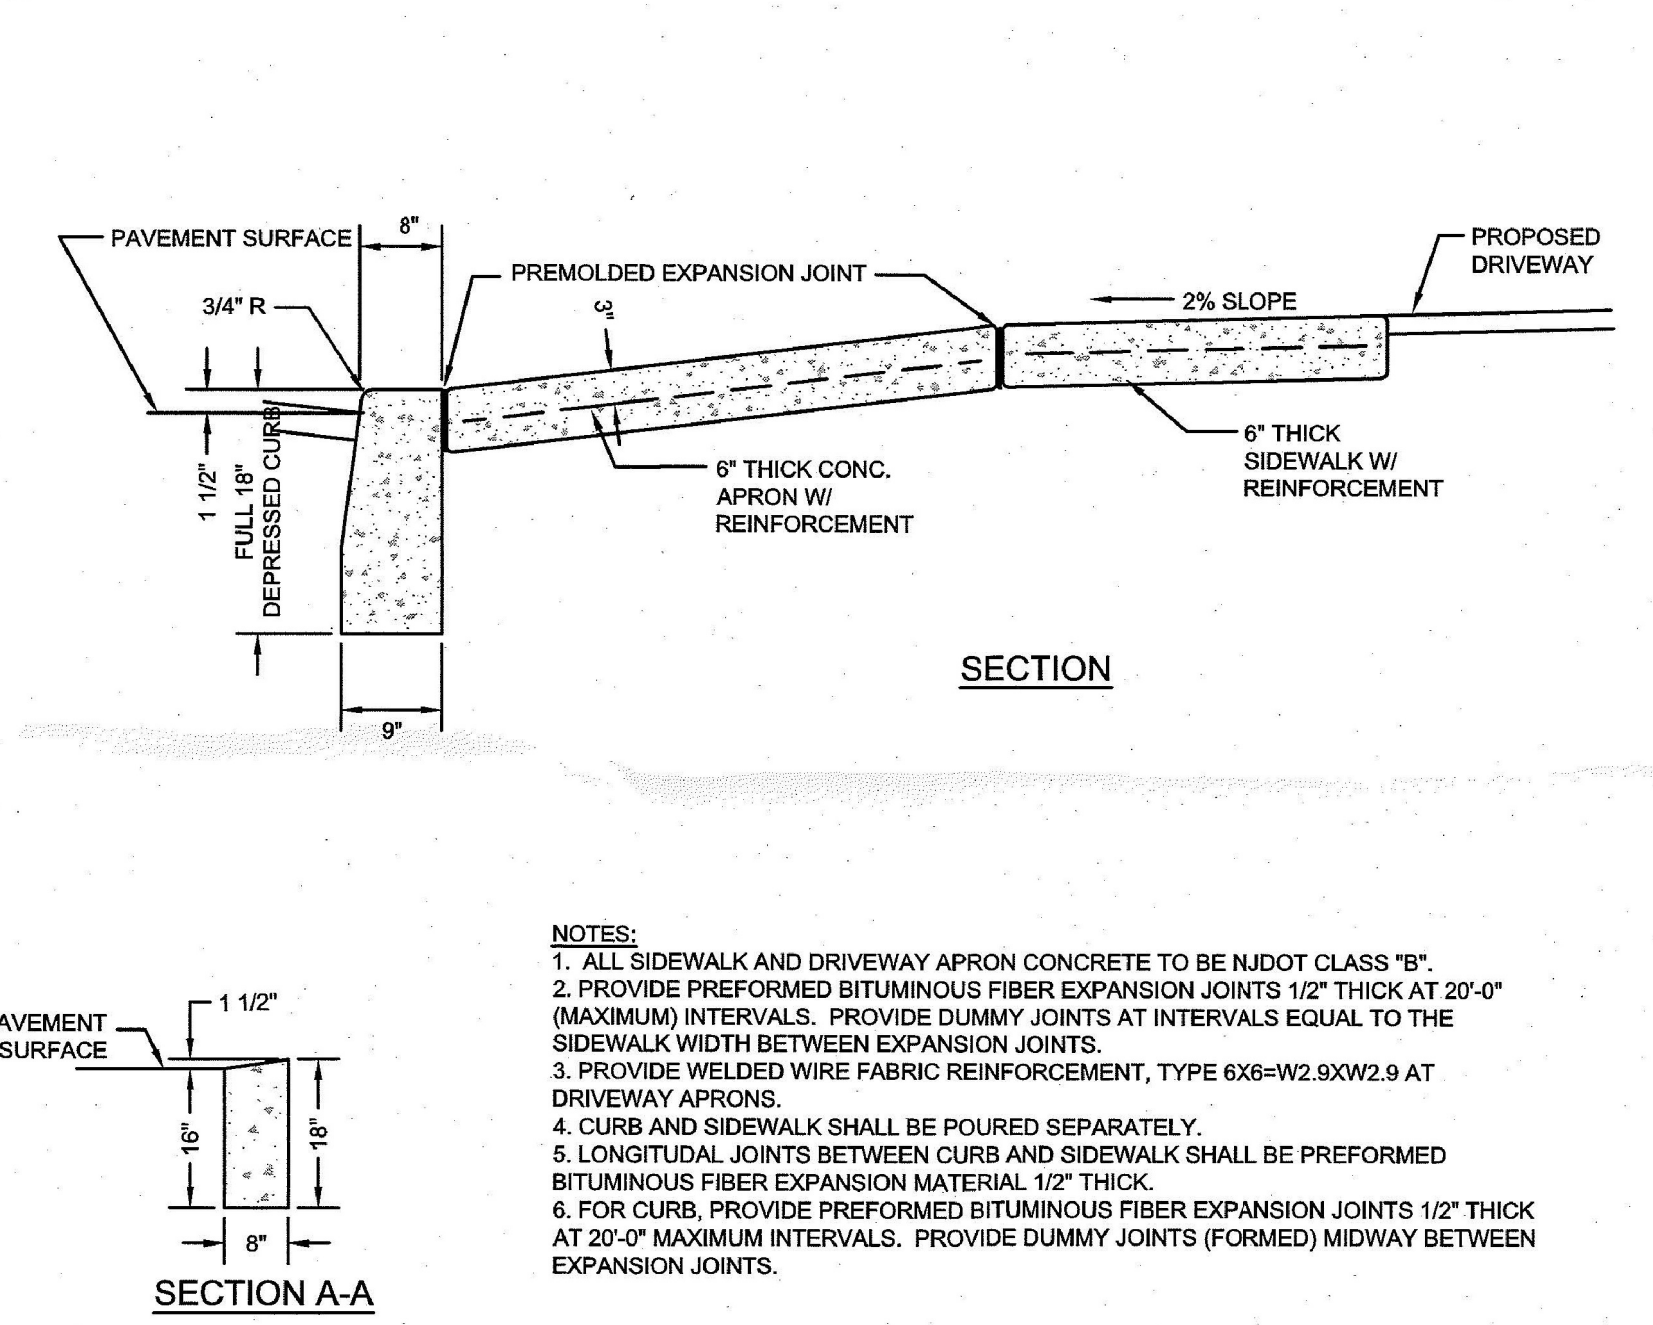 PAVEMENT SURFACE
8"
PREMOLDED EXPANSION JOINT
PROPOSED
DRIVEWAY
3/4" R
3"
2% SLOPE
1 1/2"
FULL 18"
DEPRESSED CURB
6" THICK CONC.
APRON W/
REINFORCEMENT
6" THICK
SIDEWALK W/
REINFORCEMENT
SECTION
9"
1 1/2"
AVEMENT
SURFACE
16"
18"
8"
SECTION A-A
NOTES:
1. ALL SIDEWALK AND DRIVEWAY APRON CONCRETE TO BE NJDOT CLASS "B".
2. PROVIDE PREFORMED BITUMINOUS FIBER EXPANSION JOINTS 1/2" THICK AT 20'-0"
(MAXIMUM) INTERVALS. PROVIDE DUMMY JOINTS AT INTERVALS EQUAL TO THE
SIDEWALK WIDTH BETWEEN EXPANSION JOINTS.
3. PROVIDE WELDED WIRE FABRIC REINFORCEMENT, TYPE 6X6=W2.9XW2.9 AT
DRIVEWAY APRONS.
4. CURB AND SIDEWALK SHALL BE POURED SEPARATELY.
5. LONGITUDAL JOINTS BETWEEN CURB AND SIDEWALK SHALL BE PREFORMED
BITUMINOUS FIBER EXPANSION MATERIAL 1/2" THICK.
6. FOR CURB, PROVIDE PREFORMED BITUMINOUS FIBER EXPANSION JOINTS 1/2" THICK
AT 20'-0" MAXIMUM INTERVALS. PROVIDE DUMMY JOINTS (FORMED) MIDWAY BETWEEN
EXPANSION JOINTS.